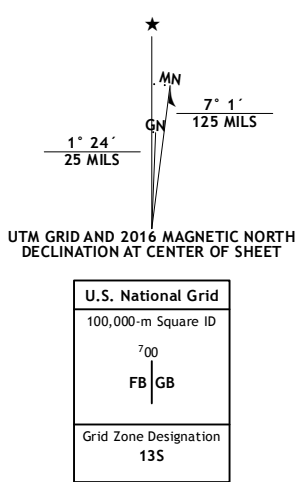 ★
MN
7° 1´
125 MILS
GN
1° 24´
25 MILS
UTM GRID AND 2016 MAGNETIC NORTH
DECLINATION AT CENTER OF SHEET
U.S. National Grid
100,000-m Square ID
⁷00
FB GB
Grid Zone Designation
13S